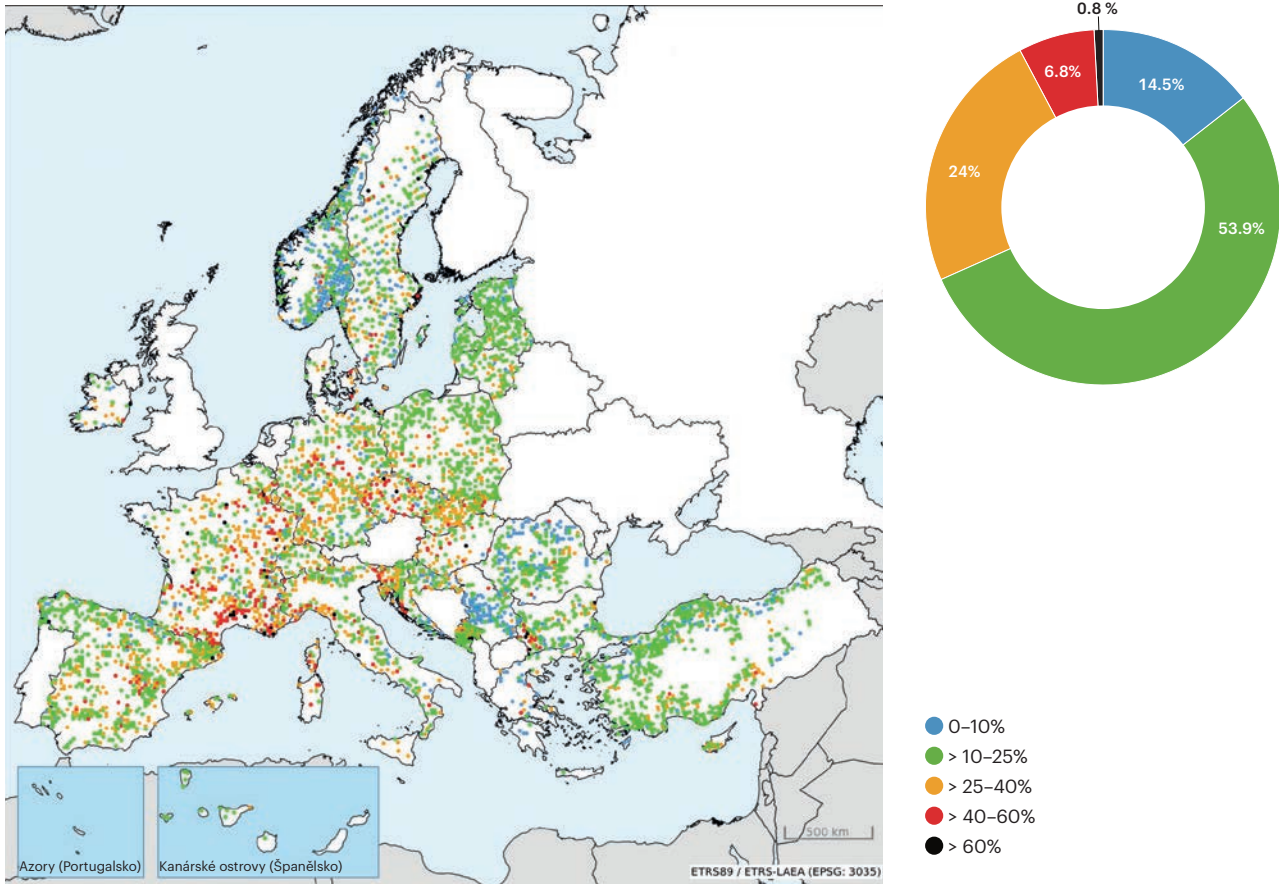 0.8 %
14.5%
6.8%
24%
53.9%
0–10%
> 10–25%
> 25–40%
> 40–60%
> 60%
500 km
Azory (Portugalsko)
Kanárské ostrovy (Španělsko)
ETRS89 / ETRS-LAEA (EPSG: 3035)